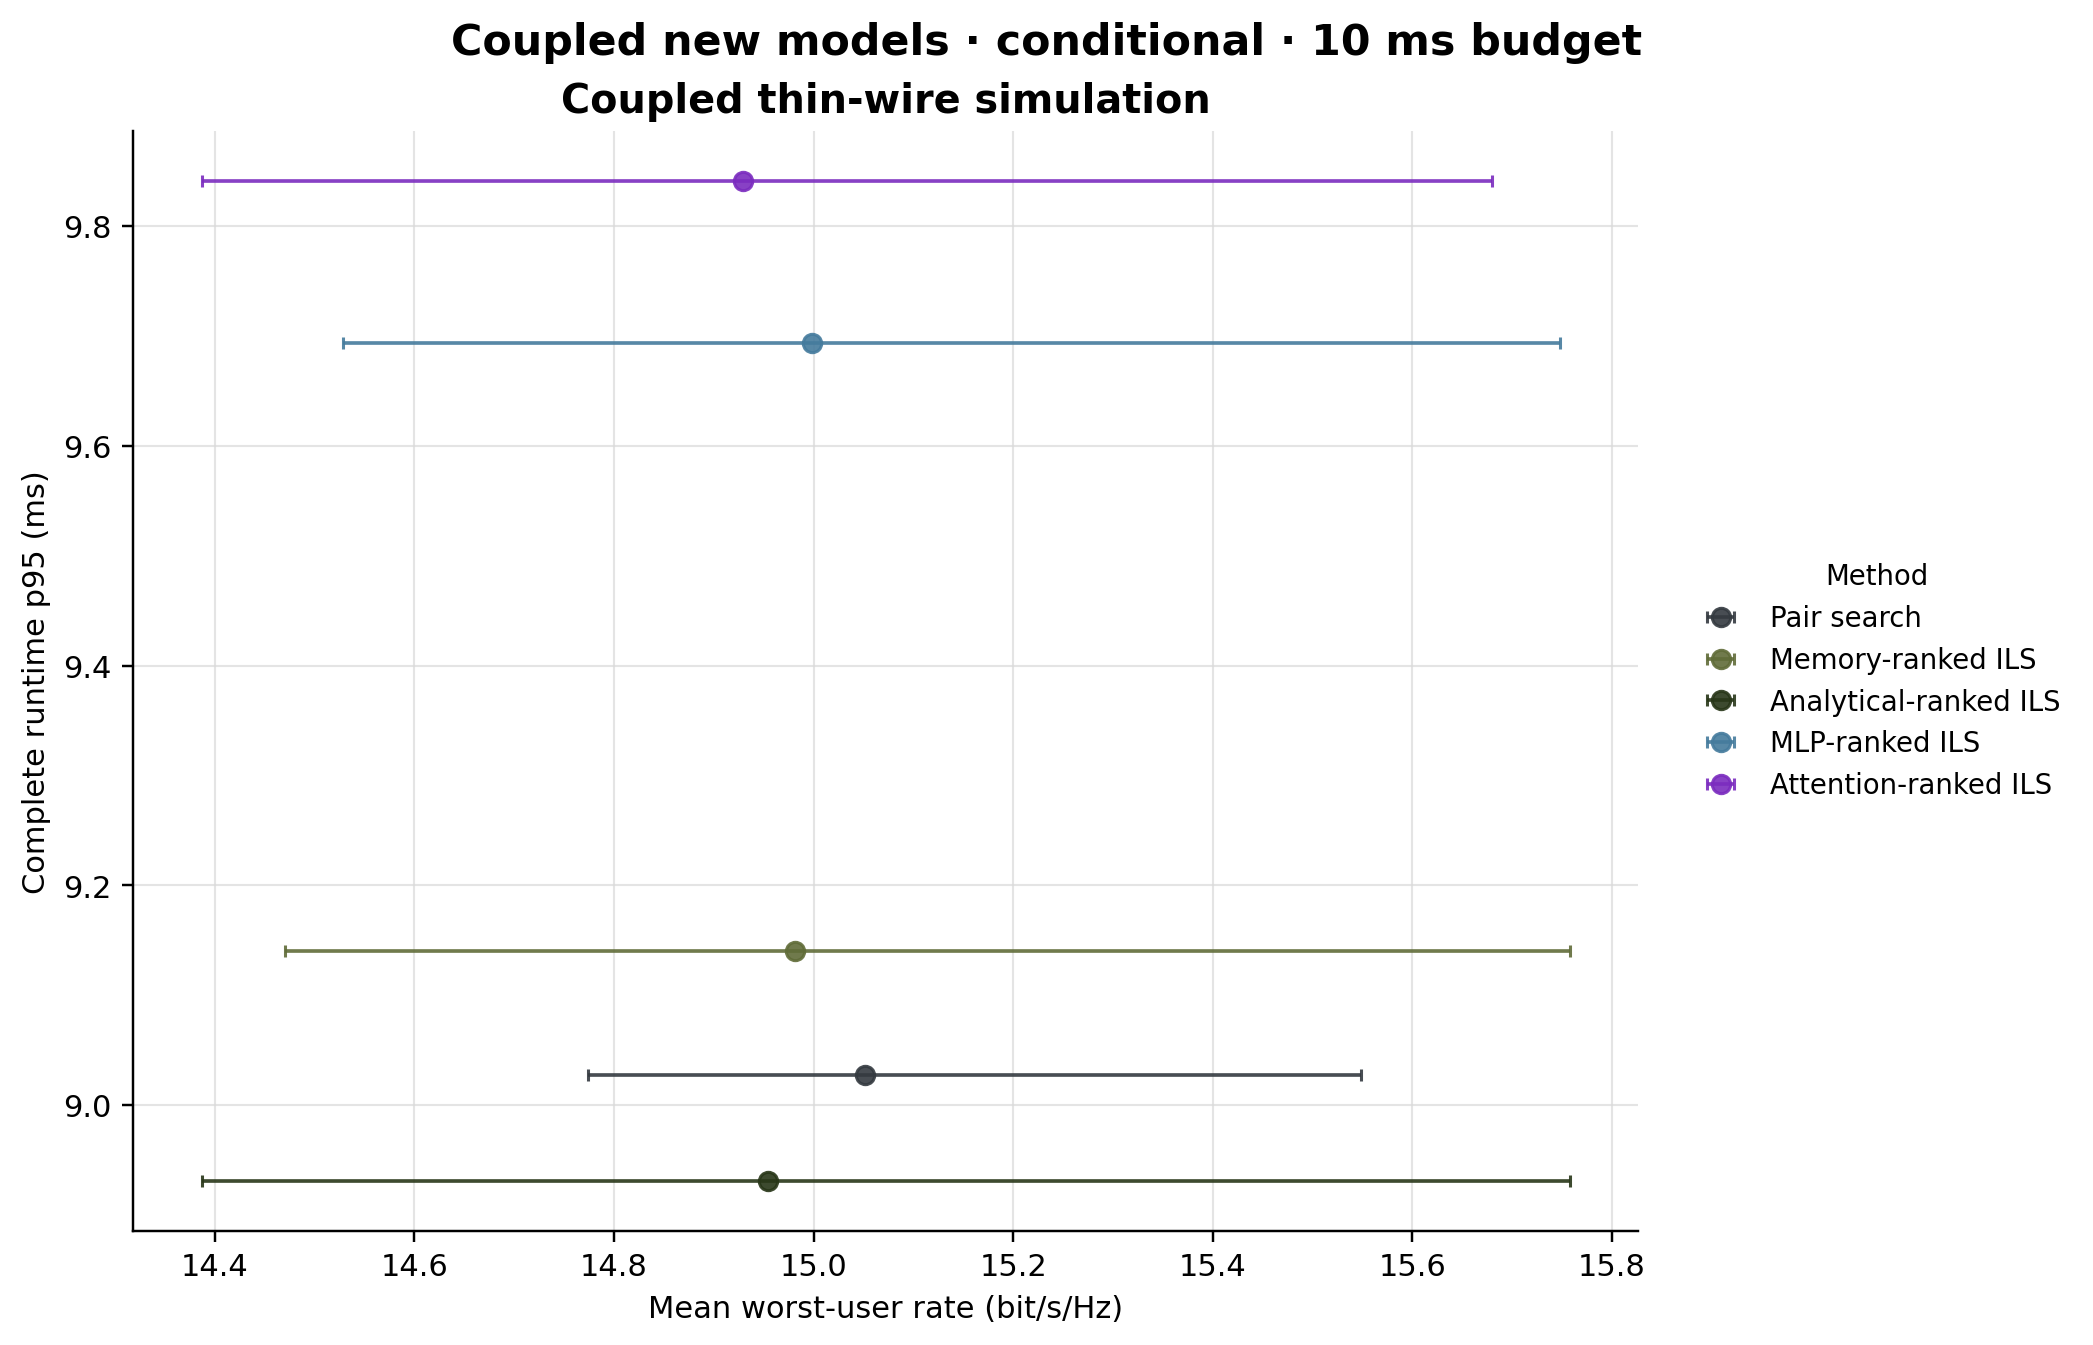 Coupled new models · conditional · 10 ms budget
Coupled thin-wire simulation
Complete runtime p95 (ms)
9.8
9.6
9.4
9.2
9.0
14.4
14.6
14.8
15.0
15.2
15.4
15.6
15.8
Mean worst-user rate (bit/s/Hz)
Method
Pair search
Memory-ranked ILS
Analytical-ranked ILS
MLP-ranked ILS
Attention-ranked ILS